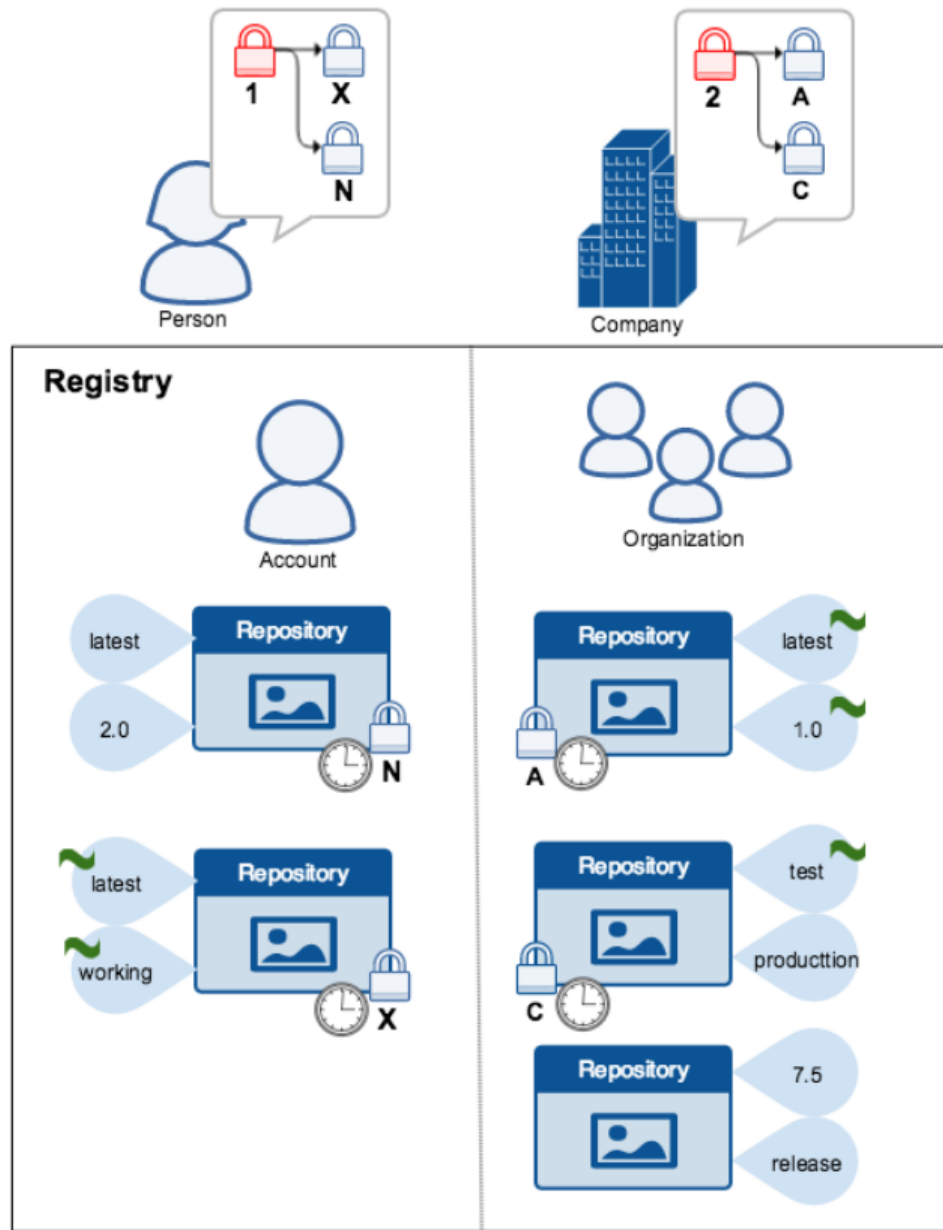 1
X
N
2
A
C
Person
Company
Registry
Account
Organization
latest
Repository
2.0
N
Repository
latest
1.0
A
latest
Repository
working
X
Repository
test
producttion
C
Repository
7.5
release